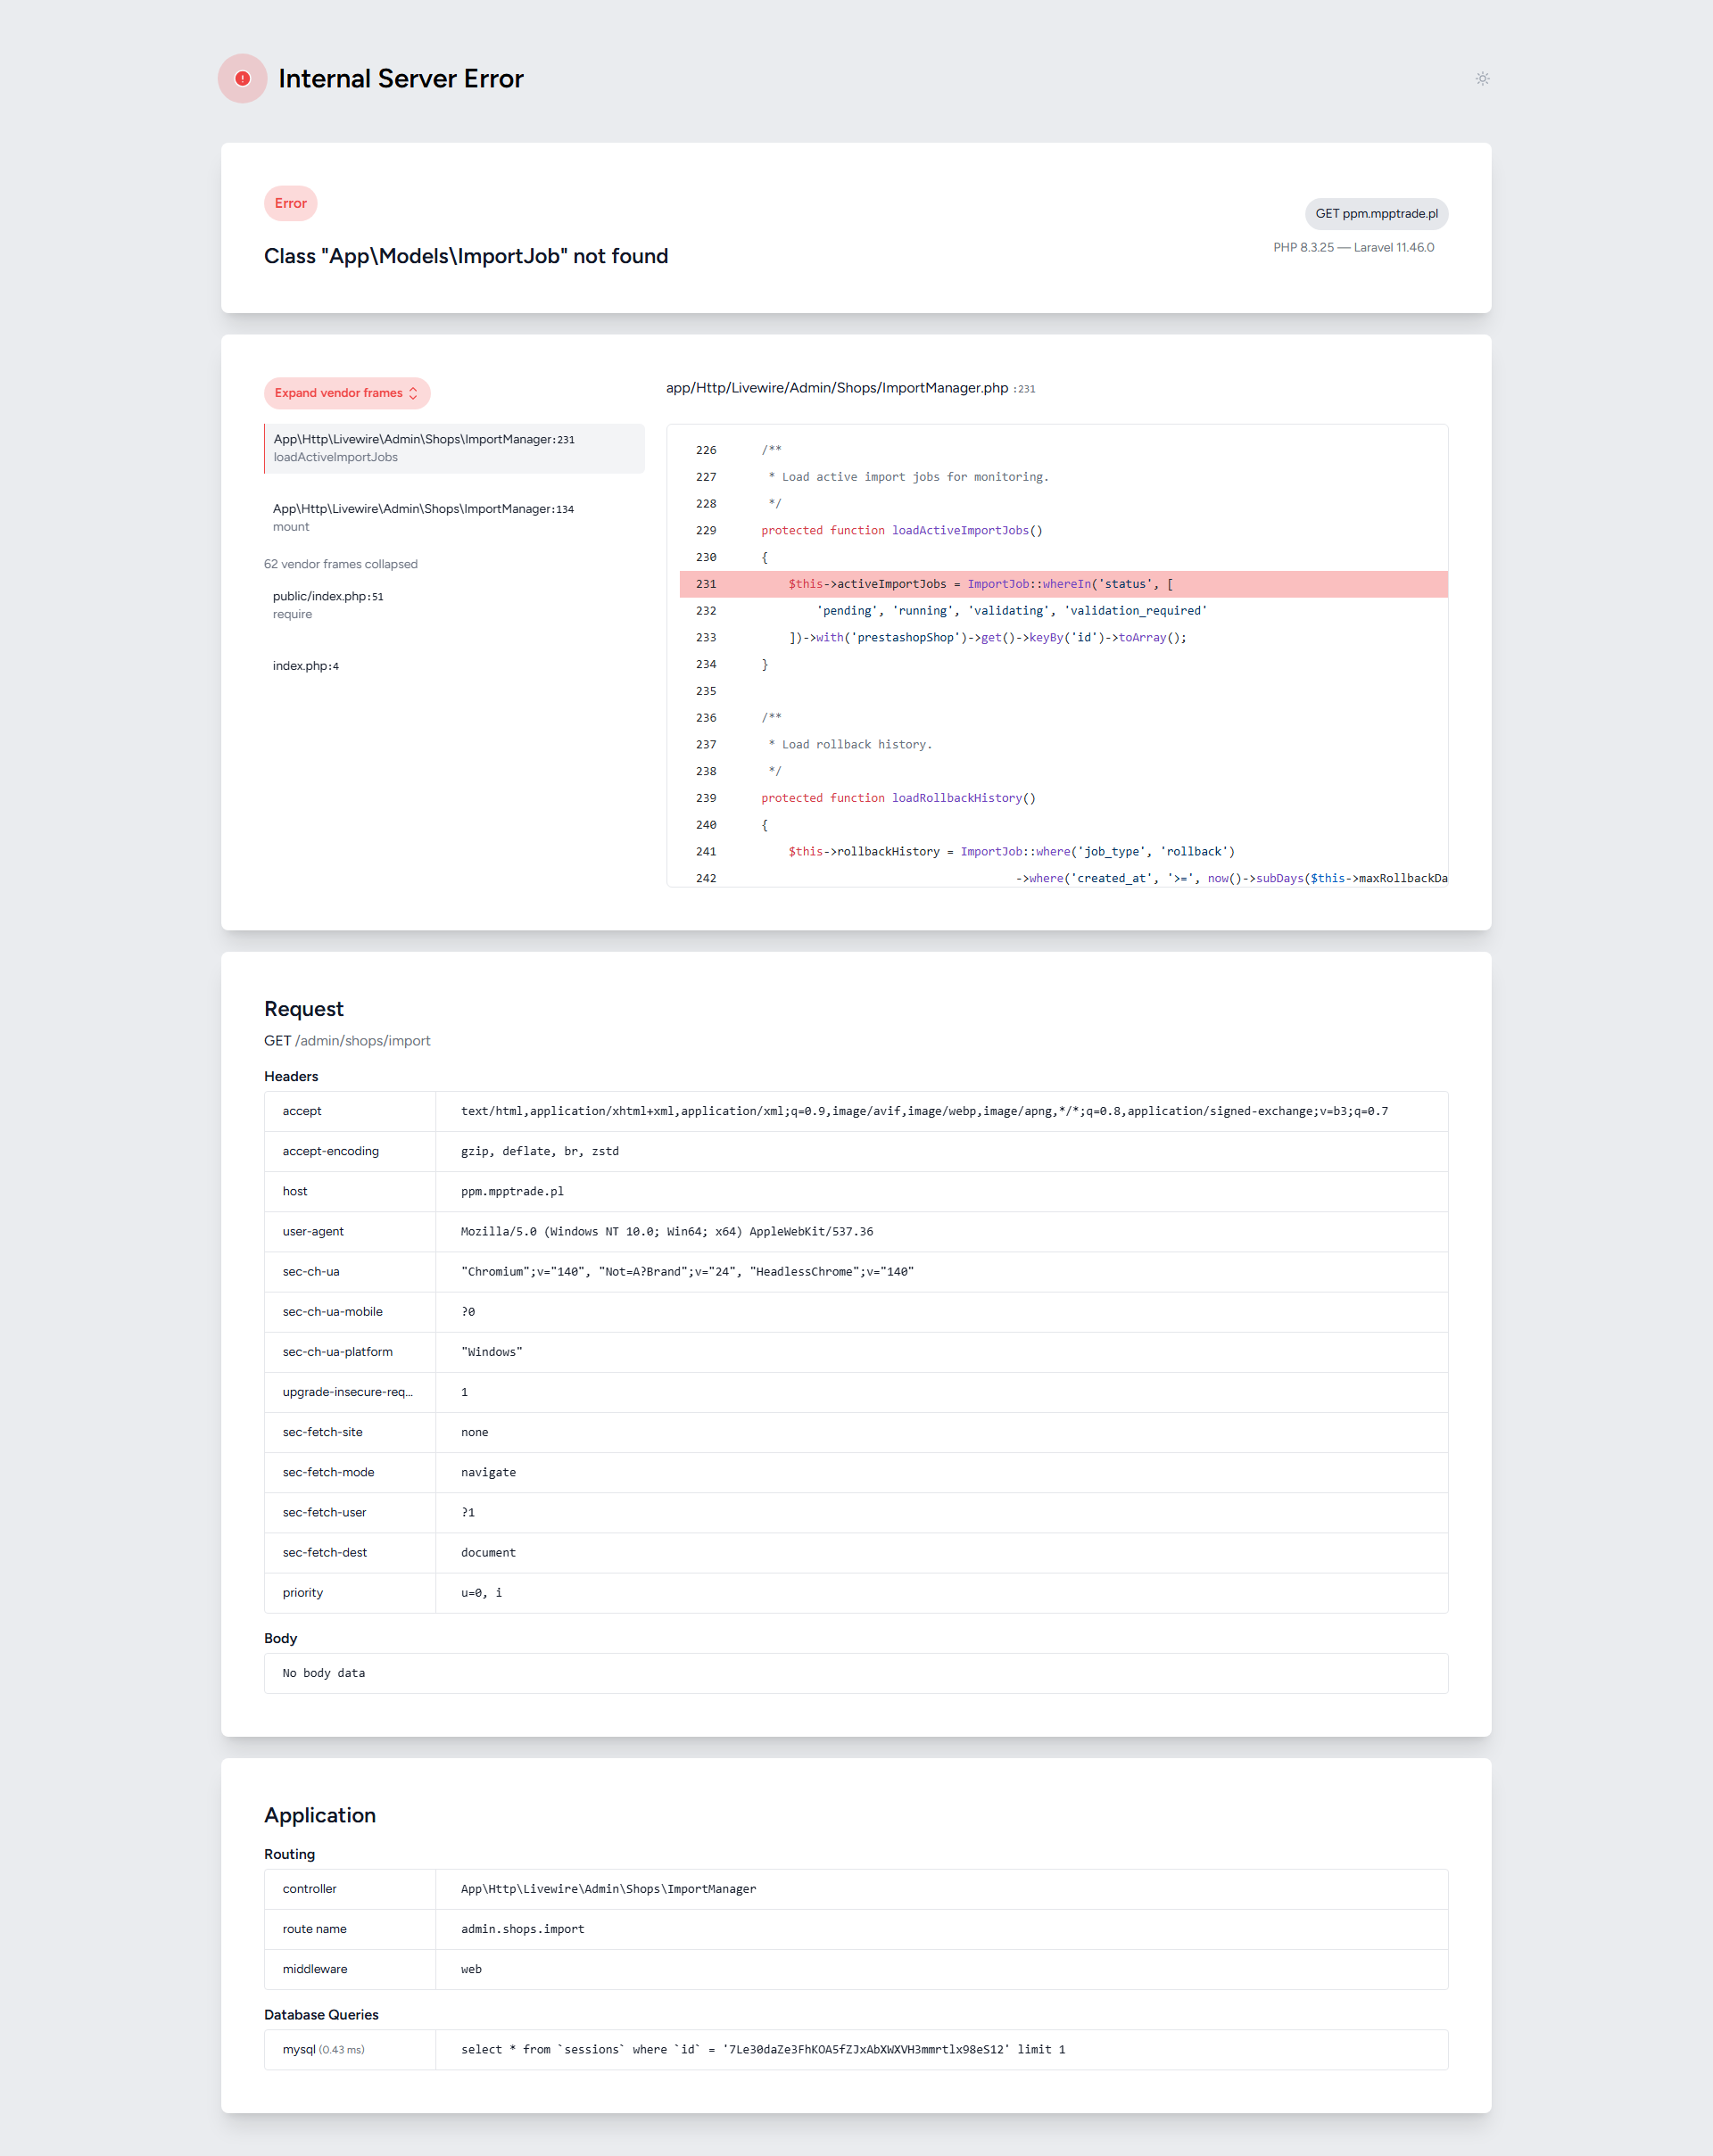 Internal Server Error
Error
GET ppm.mpptrade.pl
Class "App\Models\ImportJob" not found
PHP 8.3.25 — Laravel 11.46.0
Expand vendor frames
App\Http\Livewire\Admin\Shops\ImportManager:231
loadActiveImportJobs
App\Http\Livewire\Admin\Shops\ImportManager:134
mount
62 vendor frames collapsed
public/index.php:51
require
index.php:4
app/Http/Livewire/Admin/Shops/ImportManager.php :231
226 /**
227 * Load active import jobs for monitoring.
228 */
229 protected function loadActiveImportJobs()
230 {
231 $this->activeImportJobs = ImportJob::whereIn('status', [
232 'pending', 'running', 'validating', 'validation_required'
233 ])->with('prestashopShop')->get()->keyBy('id')->toArray();
234 }
235
236 /**
237 * Load rollback history.
238 */
239 protected function loadRollbackHistory()
240 {
241 $this->rollbackHistory = ImportJob::where('job_type', 'rollback')
242 ->where('created_at', '>=', now()->subDays($this->maxRollbackDa
Request
GET /admin/shops/import
Headers
accept text/html,application/xhtml+xml,application/xml;q=0.9,image/avif,image/webp,image/apng,*/*;q=0.8,application/signed-exchange;v=b3;q=0.7
accept-encoding gzip, deflate, br, zstd
host ppm.mpptrade.pl
user-agent Mozilla/5.0 (Windows NT 10.0; Win64; x64) AppleWebKit/537.36
sec-ch-ua "Chromium";v="140", "Not=A?Brand";v="24", "HeadlessChrome";v="140"
sec-ch-ua-mobile ?0
sec-ch-ua-platform "Windows"
upgrade-insecure-req... 1
sec-fetch-site none
sec-fetch-mode navigate
sec-fetch-user ?1
sec-fetch-dest document
priority u=0, i
Body
No body data
Application
Routing
controller App\Http\Livewire\Admin\Shops\ImportManager
route name admin.shops.import
middleware web
Database Queries
mysql (0.43 ms) select * from `sessions` where `id` = '7Le30daZe3FhKOA5fZJxAbXWXVH3mmrtlx98eS12' limit 1